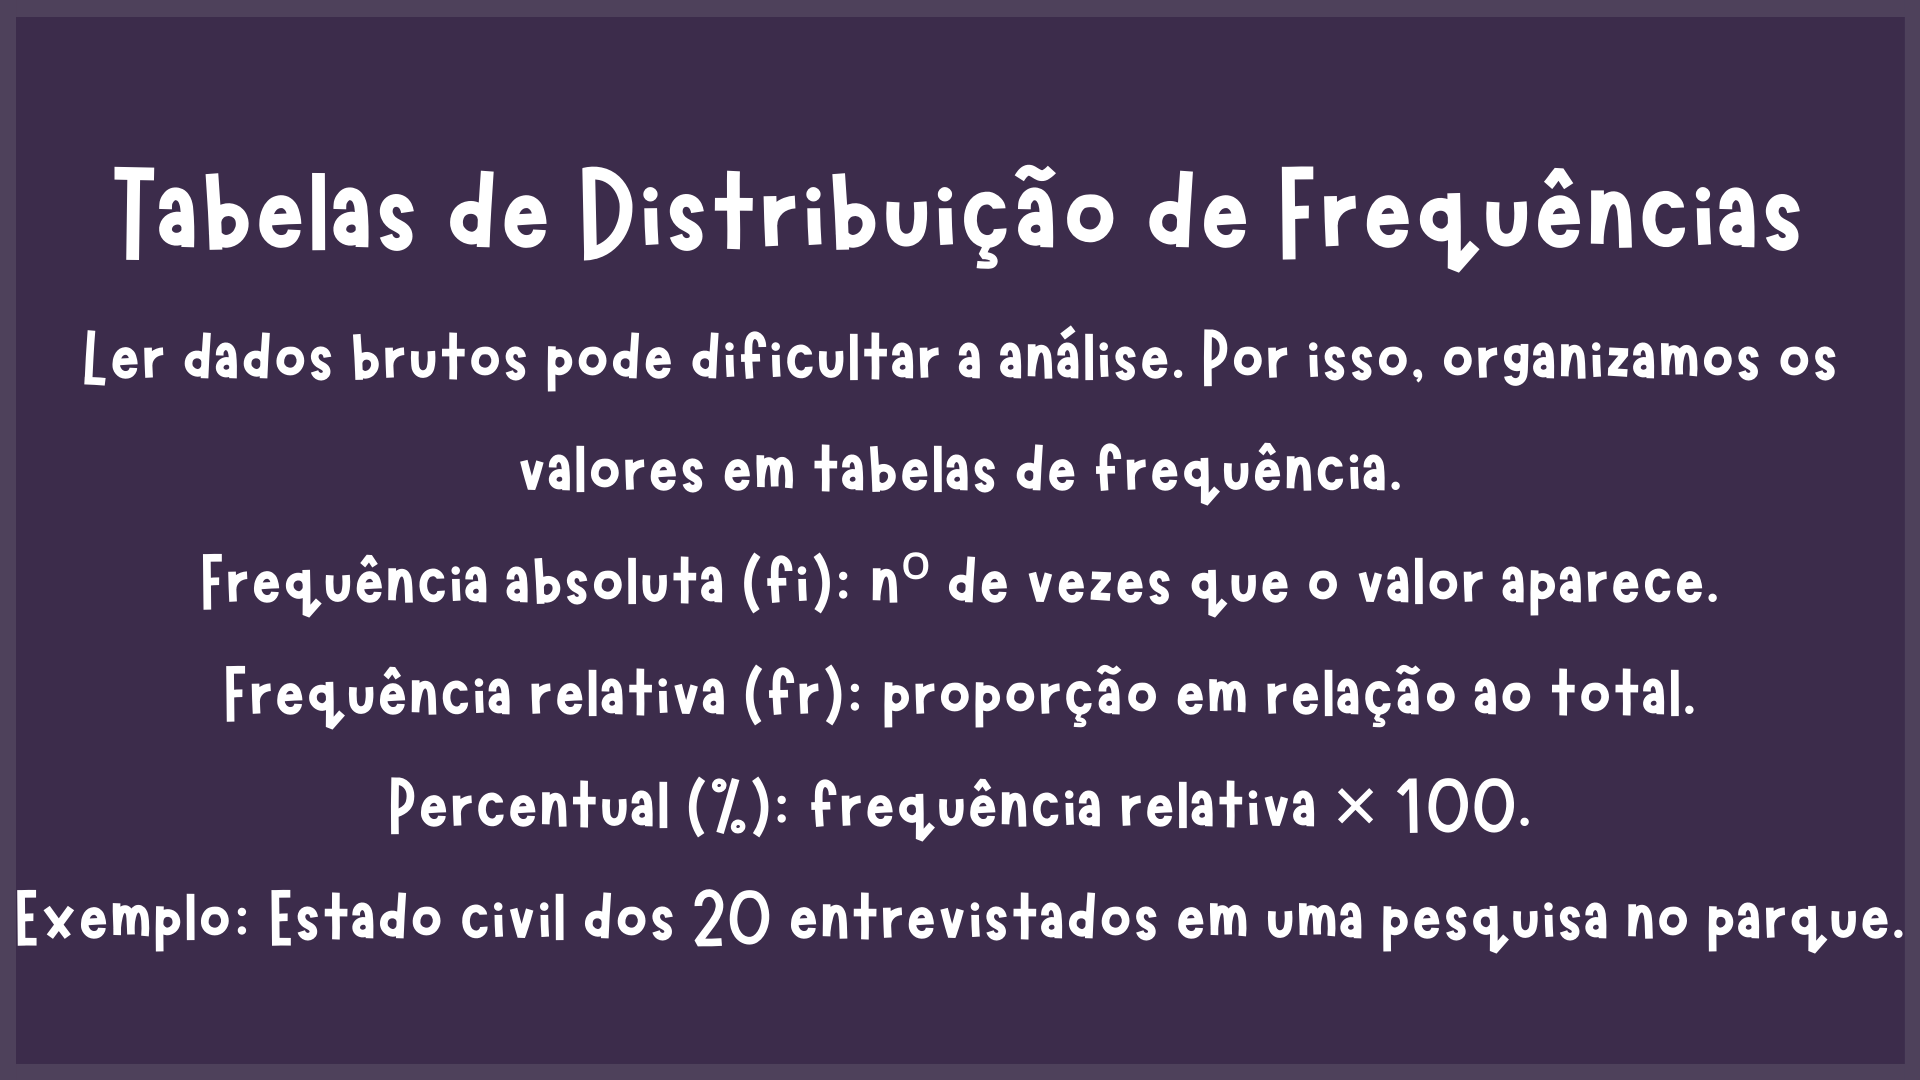 Tabelas de Distribuição de Frequências
Ler dados brutos pode dificultar a análise. Por isso, organizamos os
valores em tabelas de frequência.
Frequência absoluta (fi): nº de vezes que o valor aparece.
Frequência relativa (fr): proporção em relação ao total.
Percentual (%): frequência relativa × 100.
Exemplo: Estado civil dos 20 entrevistados em uma pesquisa no parque.